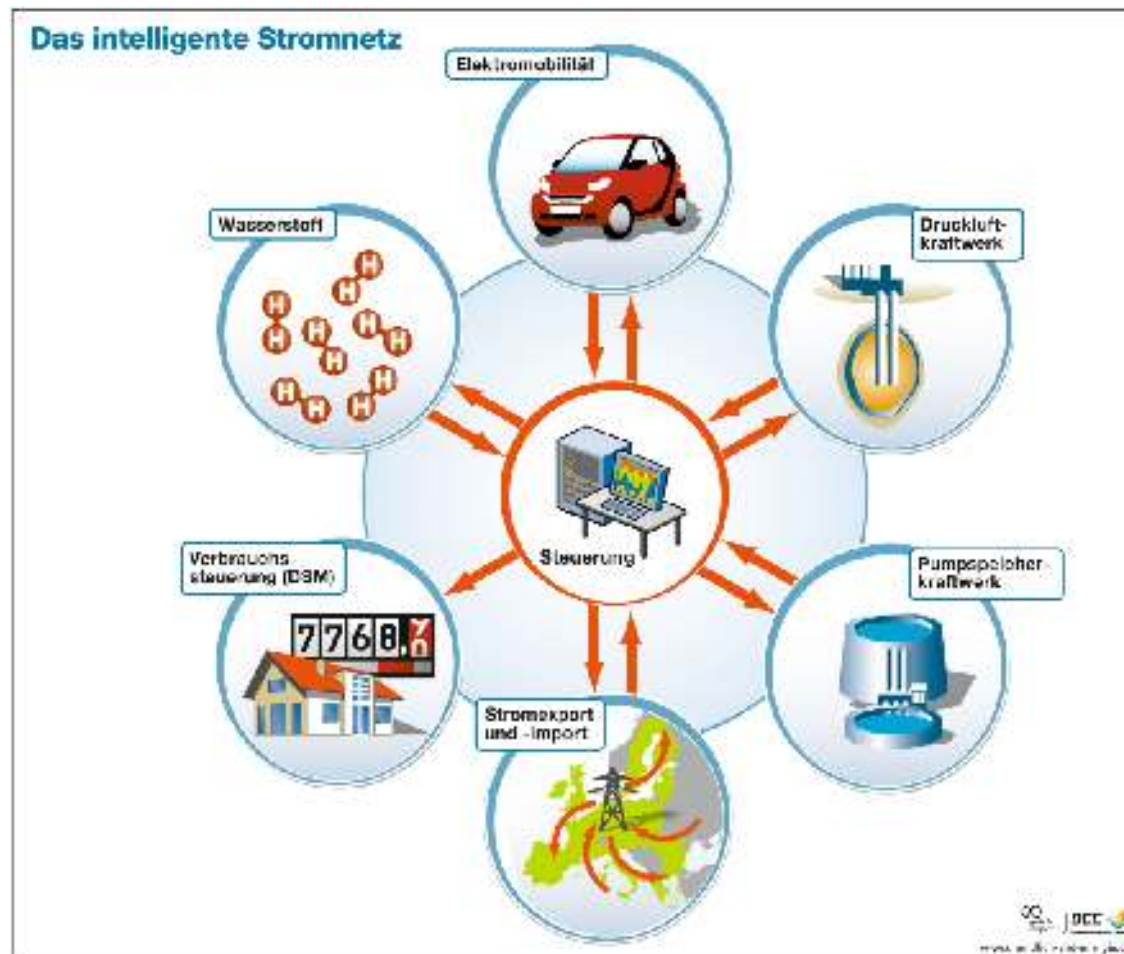 Das intelligente Stromnetz
Elektromobilität
Wasserstoff
Druckluft-
kraftwerk
H H
H H
H H
H H
H H
H H
Steuerung
Verbrauchs
steuerung (DSM)
7768,
Pumpspeicher-
kraftwerk
Stromexport
und -import